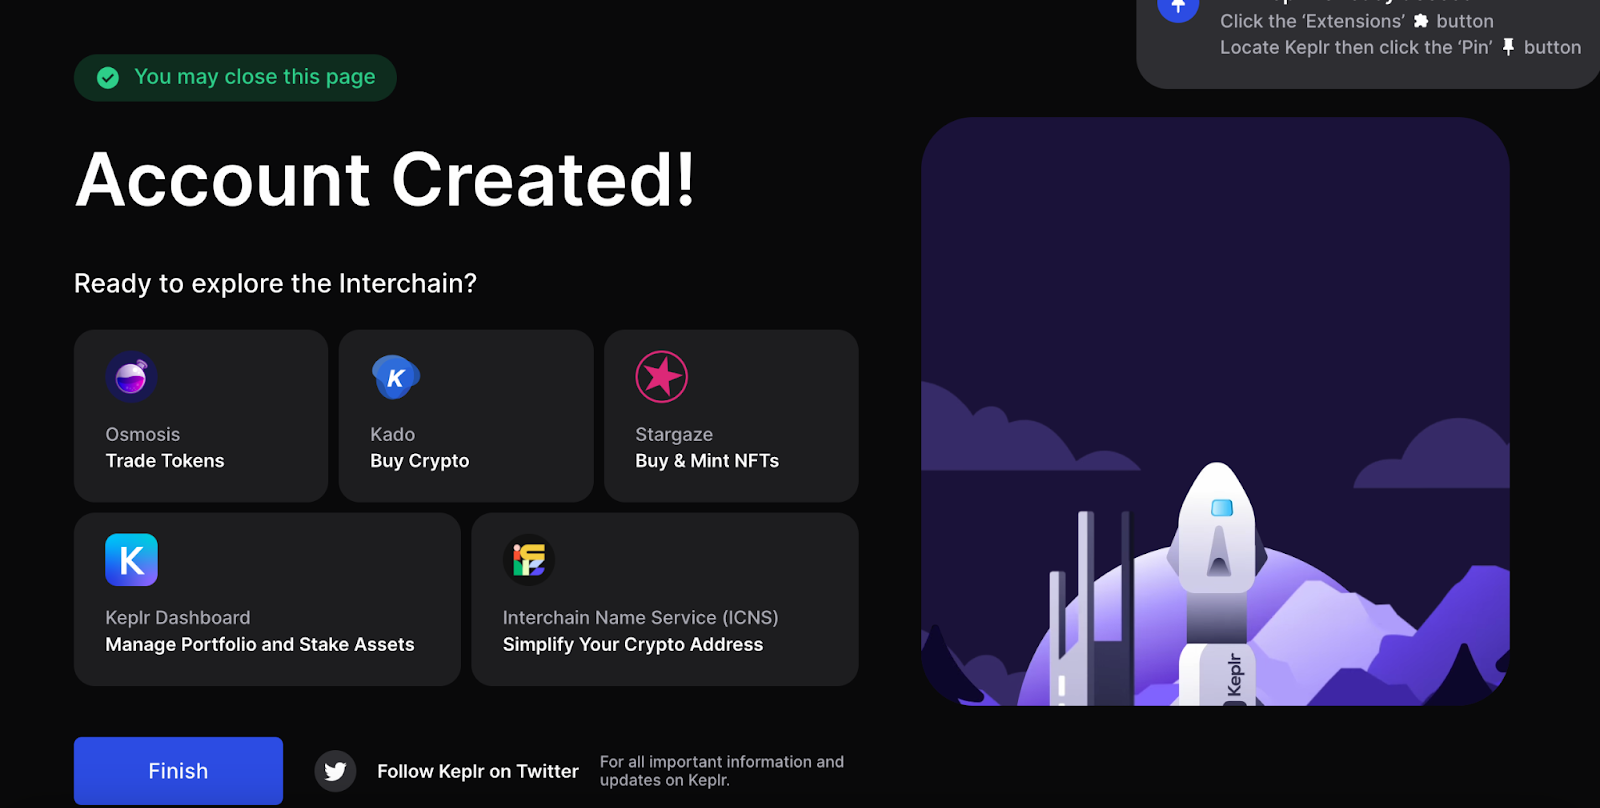 Click the ‘Extensions’ button
Locate Keplr then click the ‘Pin’ button
You may close this page
Account Created!
Ready to explore the Interchain?
Osmosis
Trade Tokens
Kado
Buy Crypto
Stargaze
Buy & Mint NFTs
Keplr Dashboard
Manage Portfolio and Stake Assets
Interchain Name Service (ICNS)
Simplify Your Crypto Address
Keplr
Finish
Follow Keplr on Twitter
For all important information and
updates on Keplr.